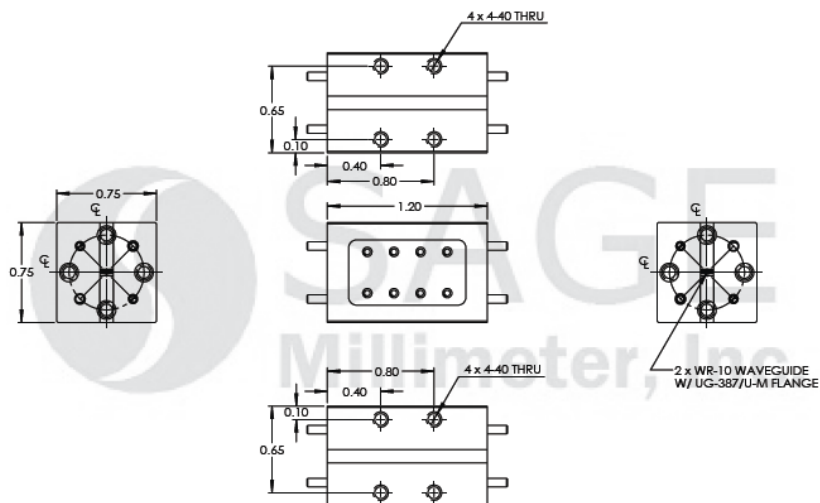 4 x 4-40 THRU
0.65
0.10
0.40
0.80
0.75
℄
℄
0.75
1.20
℄
℄
SAGE
Millimeter, Inc
0.80
4 x 4-40 THRU
0.40
0.10
0.65
2 x WR-10 WAVEGUIDE
W/ UG-387/U-M FLANGE